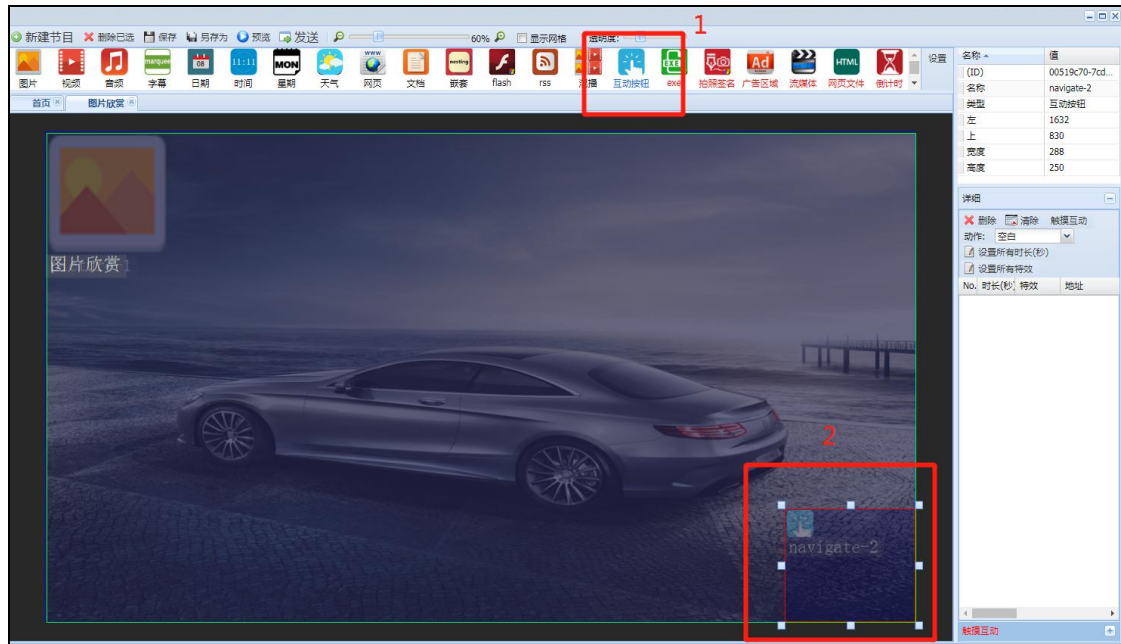 1
新建节目 删除已选 保存 另存为 预览 发送 60% 显示网格 透明度:
marquee 08 11:11 MON WWW nesting EXE Ad HTML
图片 视频 音频 字幕 日期 时间 星期 天气 网页 文档 嵌套 flash rss 混播 互动按钮 exe 拍照签名 广告区域 流媒体 网页文件 倒计时 设置
首页 图片欣赏
图片欣赏1
2
navigate-2
名称 值
(ID) 00519c70-7cd...
名称 navigate-2
类型 互动按钮
左 1632
上 830
宽度 288
高度 250
详细
删除 清除 触摸互动
动作: 空白
设置所有时长(秒)
设置所有特效
No. 时长(秒) 特效 地址
触摸互动